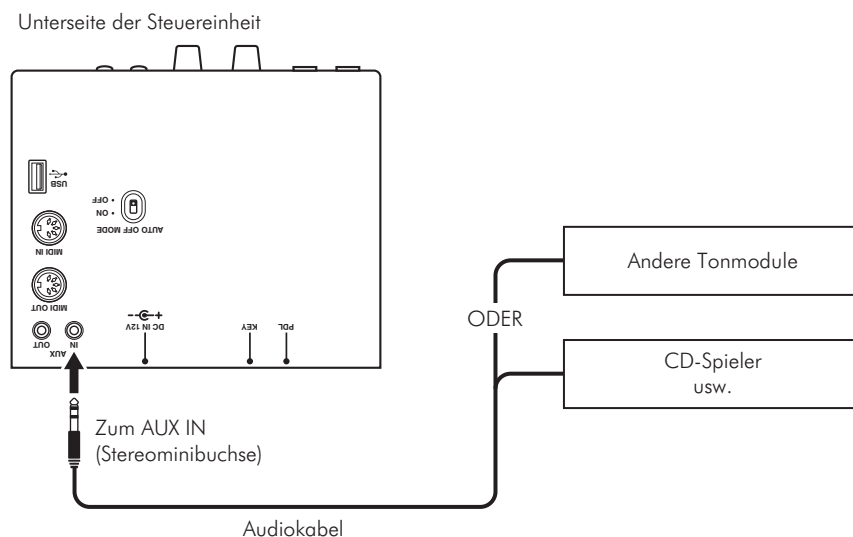 Unterseite der Steuereinheit
USB
OFF •
ON •
AUTO OFF MODE
MIDI IN
MIDI OUT
OUT
IN
AUX
DC IN 12V
KEY
PDL
Andere Tonmodule
ODER
CD-Spieler
usw.
Zum AUX IN
(Stereominibuchse)
Audiokabel